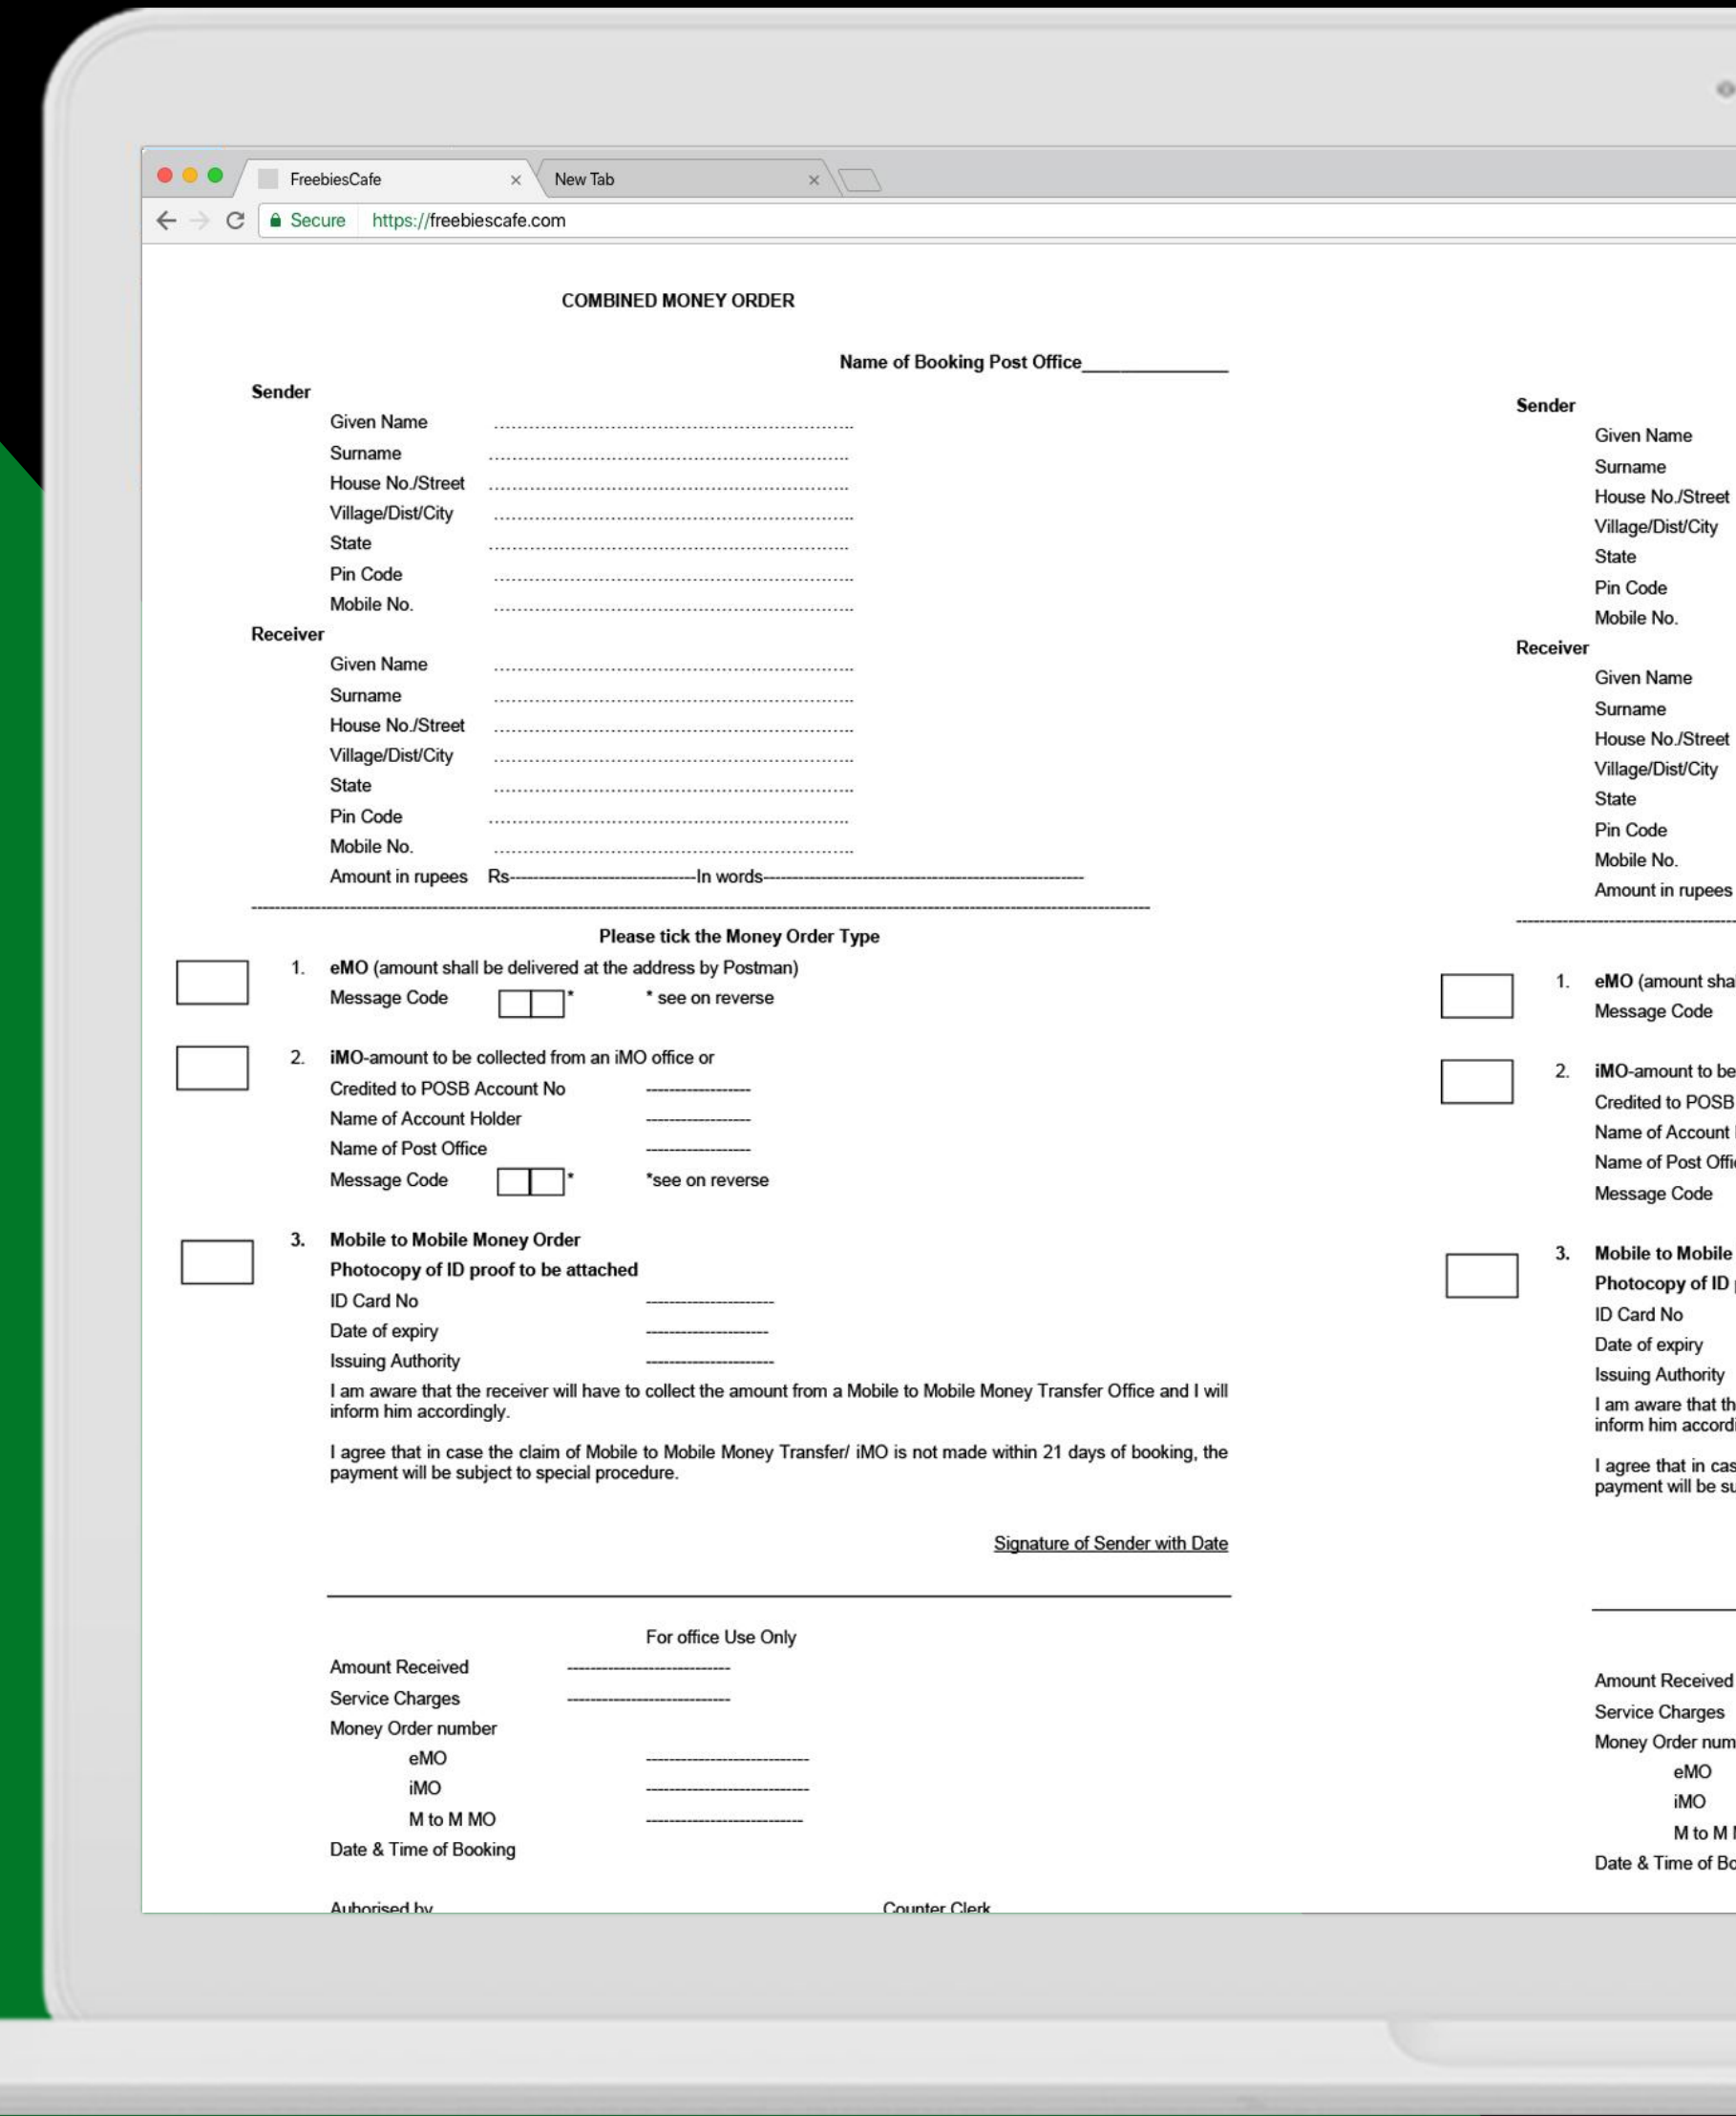 FreebiesCafe
New Tab
Secure https://freebiescafe.com
COMBINED MONEY ORDER
Name of Booking Post Office_______________
Sender
Given Name ..............................................................
Surname ..............................................................
House No./Street ..............................................................
Village/Dist/City ..............................................................
State ..............................................................
Pin Code ..............................................................
Mobile No. ..............................................................
Receiver
Given Name ..............................................................
Surname ..............................................................
House No./Street ..............................................................
Village/Dist/City ..............................................................
State ..............................................................
Pin Code ..............................................................
Mobile No. ..............................................................
Amount in rupees Rs--------------------------------In words-------------------------------------------------------
Please tick the Money Order Type
1. eMO (amount shall be delivered at the address by Postman)
Message Code * * see on reverse
2. iMO-amount to be collected from an iMO office or
Credited to POSB Account No ------------------
Name of Account Holder ------------------
Name of Post Office ------------------
Message Code * *see on reverse
3. Mobile to Mobile Money Order
Photocopy of ID proof to be attached
ID Card No ----------------------
Date of expiry ---------------------
Issuing Authority ----------------------
I am aware that the receiver will have to collect the amount from a Mobile to Mobile Money Transfer Office and I will
inform him accordingly.
I agree that in case the claim of Mobile to Mobile Money Transfer/ iMO is not made within 21 days of booking, the
payment will be subject to special procedure.
Signature of Sender with Date
For office Use Only
Amount Received ----------------------------
Service Charges ----------------------------
Money Order number
eMO ----------------------------
iMO ----------------------------
M to M MO ---------------------------
Date & Time of Booking
Auhorised by Counter Clerk
Sender
Given Name
Surname
House No./Street
Village/Dist/City
State
Pin Code
Mobile No.
Receiver
Given Name
Surname
House No./Street
Village/Dist/City
State
Pin Code
Mobile No.
Amount in rupees
1. eMO (amount
Message Code
2. iMO-amount to be
Credited to POSB
Name of Account
Name of Post
Message Code
3. Mobile to Mobile
Photocopy of ID
ID Card No
Date of expiry
Issuing Authority
I am aware that
inform him
I agree that in
payment will be
Amount Received
Service Charges
Money Order
eMO
iMO
M to M
Date & Time of